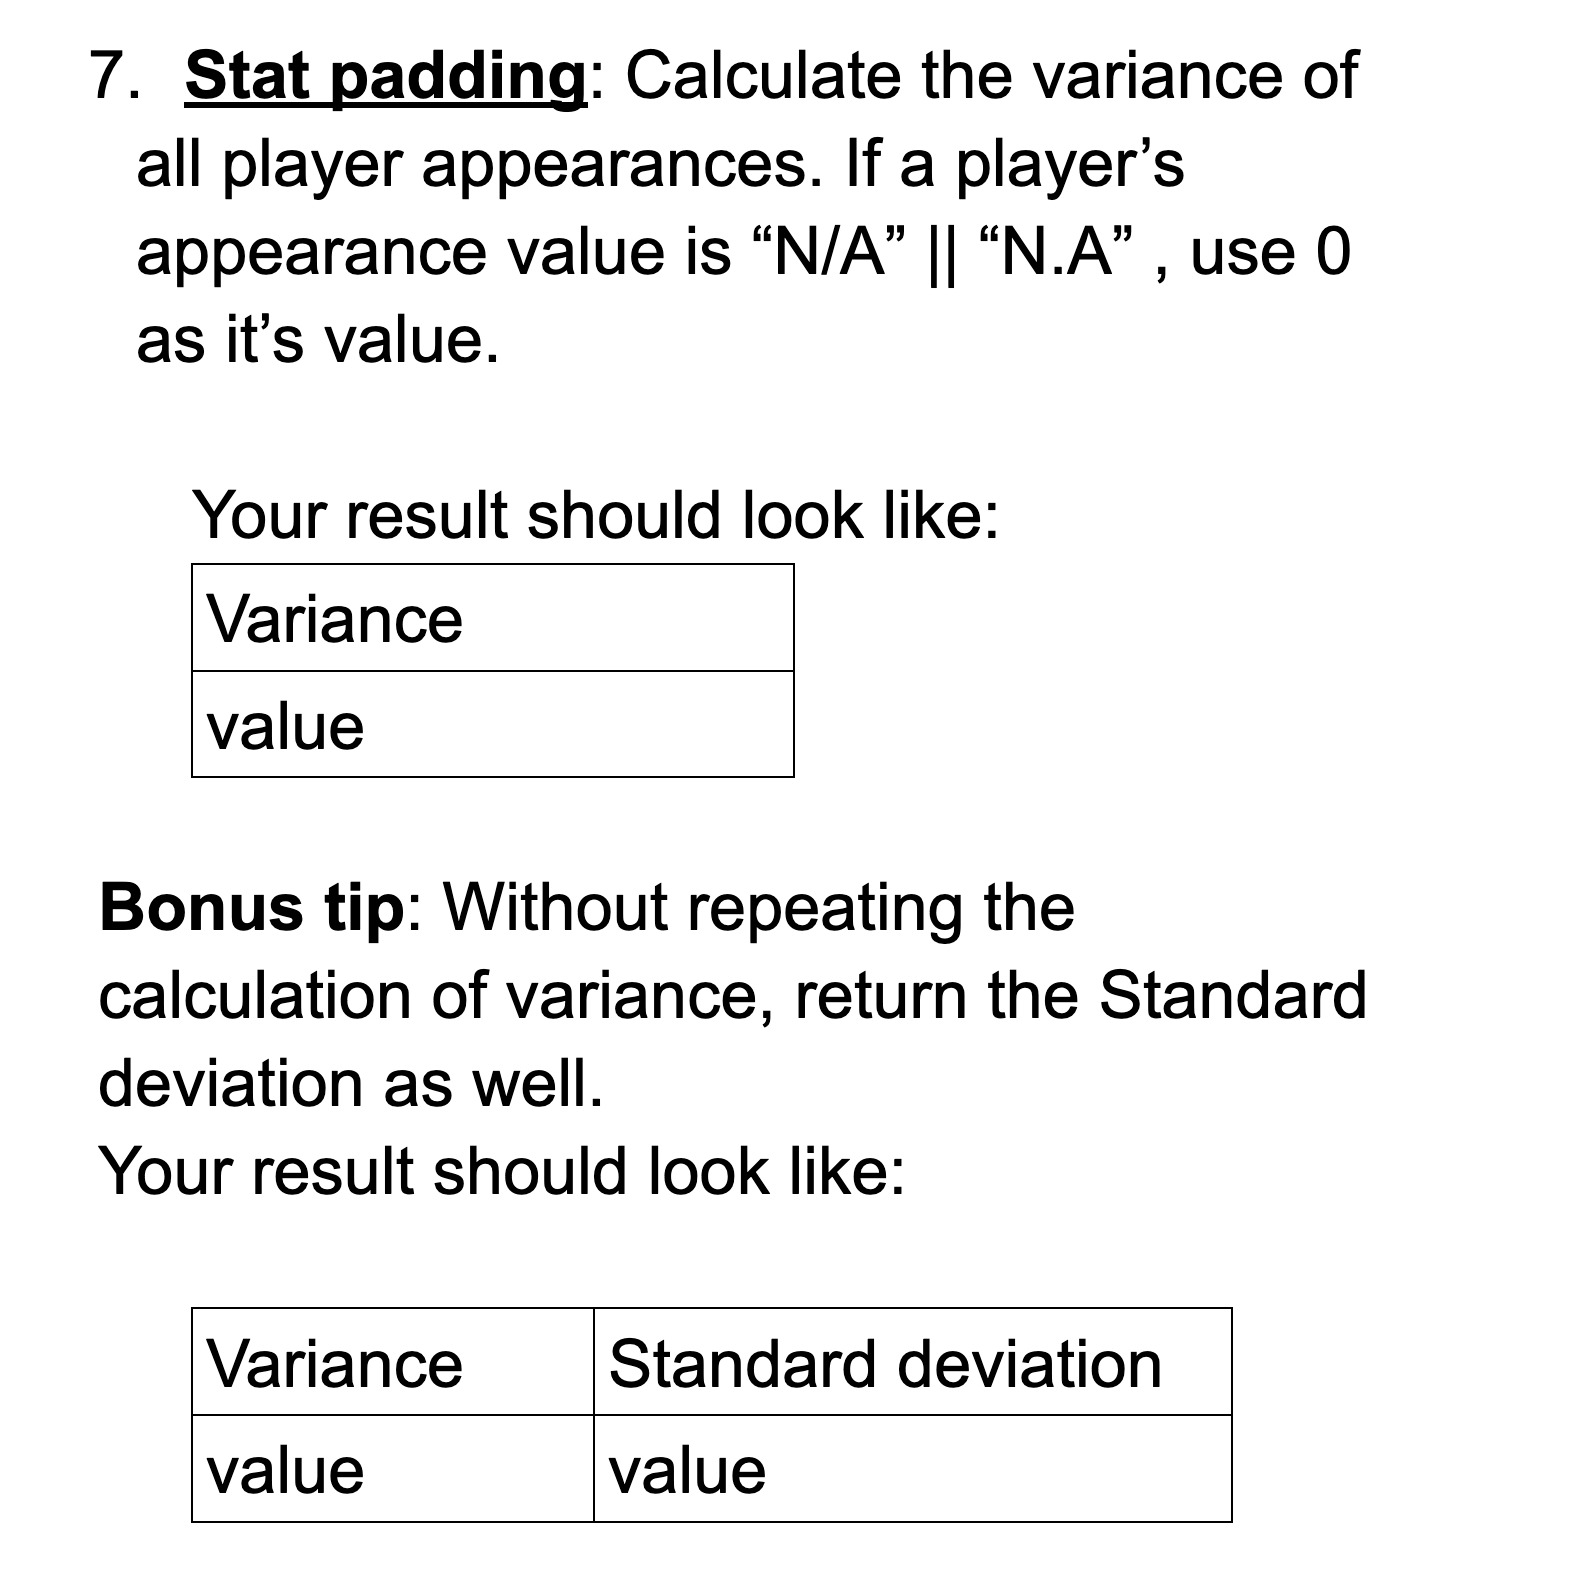 7. Stat padding: Calculate the variance of
all player appearances. If a player’s
appearance value is “N/A” || “N.A” , use 0
as it’s value.
Your result should look like:
Variance
value
Bonus tip: Without repeating the
calculation of variance, return the Standard
deviation as well.
Your result should look like:
Variance Standard deviation
value value